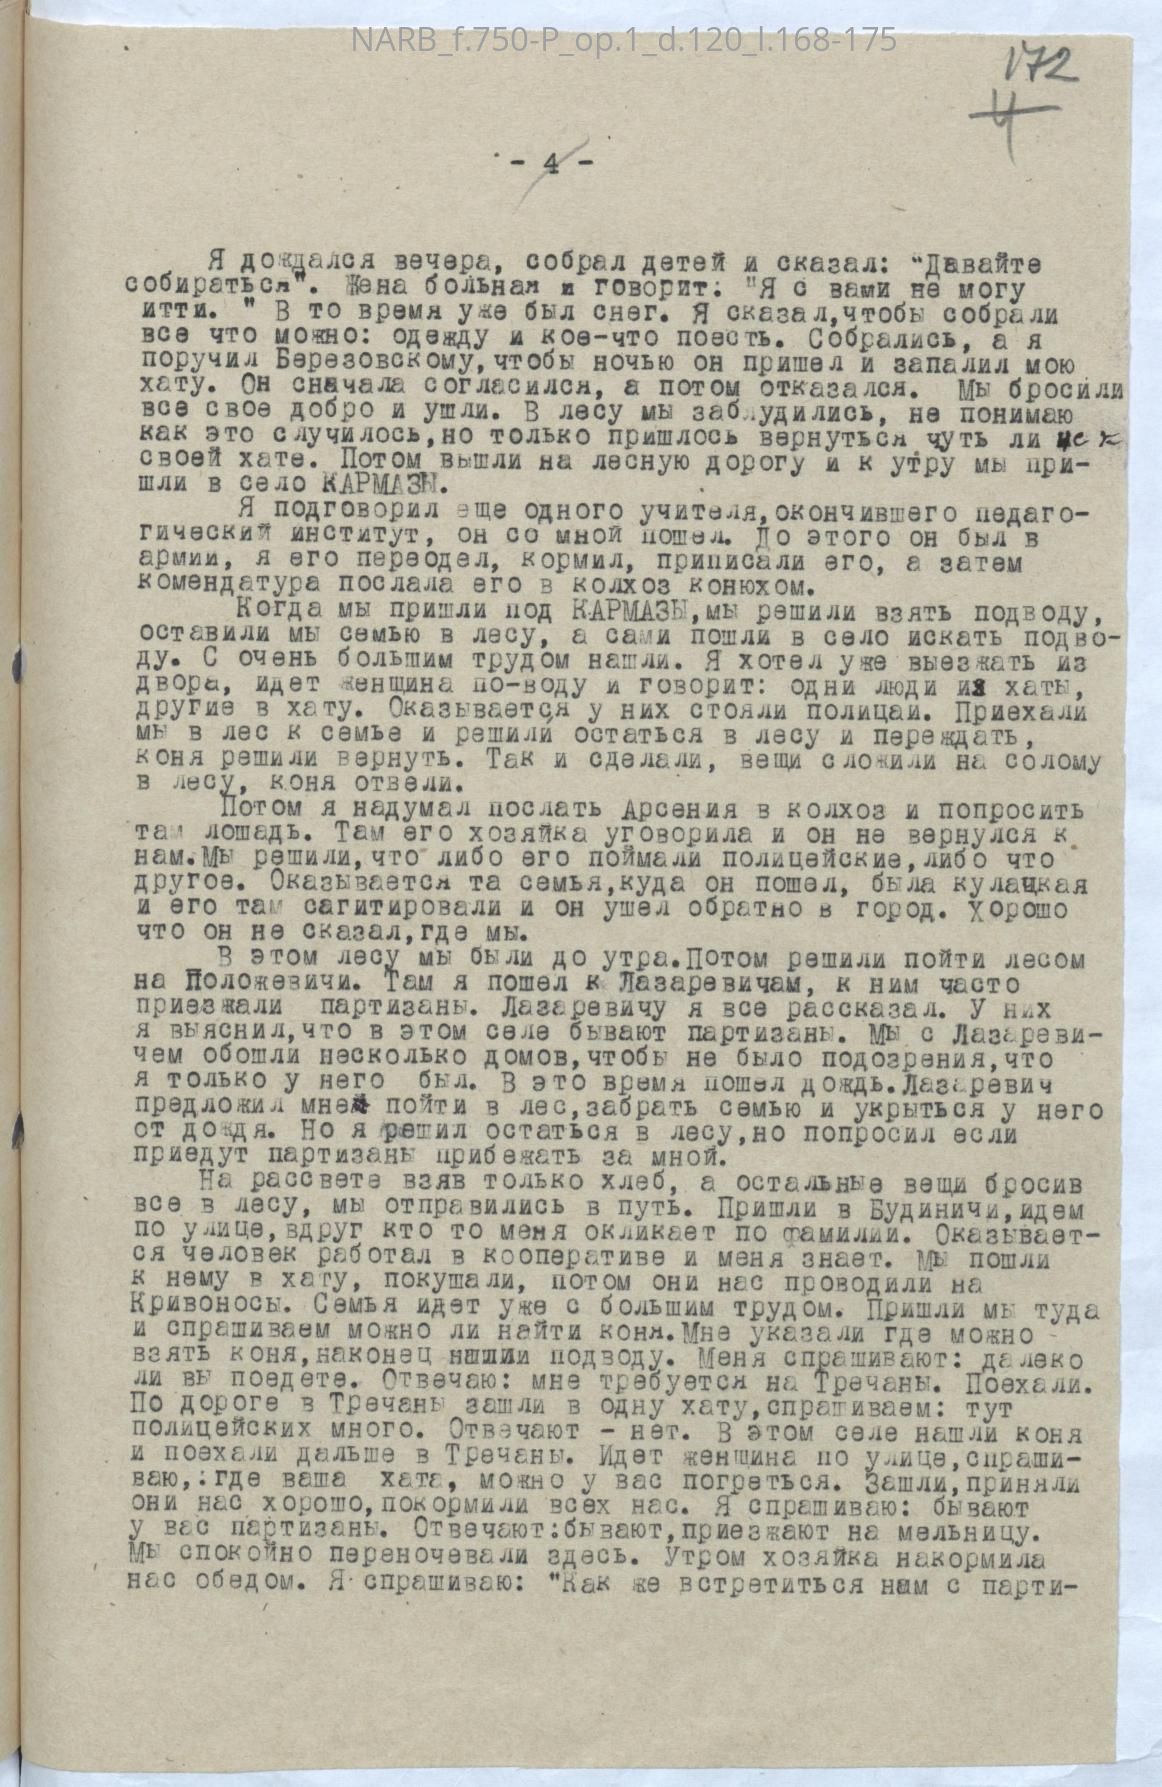 NARB_f.750-P_op.1_d.120_l.168-175
172
4
- 4 -
Я дождался вечера, собрал детей и сказал: "Давайте
собираться". Жена больная и говорит: "Я с вами не могу
итти. " В то время уже был снег. Я сказал,чтобы собрали
все что можно: одежду и кое-что поесть. Собрались, а я
поручил Березовскому,чтобы ночью он пришел и запалил мою
хату. Он сначала согласился, а потом отказался. Мы бросили
все свое добро и ушли. В лесу мы заблудились, не понимаю
как это случилось,но только пришлось вернуться чуть ли не к
своей хате. Потом вышли на лесную дорогу и к утру мы при-
шли в село КАРМАЗЫ.
Я подговорил еще одного учителя,окончившего педаго-
гический институт, он со мной пошел. До этого он был в
армии, я его переодел, кормил, приписали его, а затем
комендатура послала его в колхоз конюхом.
Когда мы пришли под КАРМАЗЫ,мы решили взять подводу,
оставили мы семью в лесу, а сами пошли в село искать подво-
ду. С очень большим трудом нашли. Я хотел уже выезжать из
двора, идет женщина по-воду и говорит: одни люди из хаты,
другие в хату. Оказывается у них стояли полицаи. Приехали
мы в лес к семье и решили остаться в лесу и переждать,
коня решили вернуть. Так и сделали, вещи сложили на солому
в лесу, коня отвели.
Потом я надумал послать Арсения в колхоз и попросить
там лошадь. Там его хозяйка уговорила и он не вернулся к
нам.Мы решили,что либо его поймали полицейские,либо что
другое. Оказывается та семья,куда он пошел, была кулацкая
и его там сагитировали и он ушел обратно в город. Хорошо
что он не сказал,где мы.
В этом лесу мы были до утра.Потом решили пойти лесом
на Положевичи. Там я пошел к Лазаревичам, к ним часто
приезжали партизаны. Лазаревичу я все рассказал. У них
я выяснил,что в этом селе бывают партизаны. Мы с Лазареви-
чем обошли несколько домов,чтобы не было подозрения,что
я только у него был. В это время пошел дождь.Лазаревич
предложил мне пойти в лес,забрать семью и укрыться у него
от дождя. Но я решил остаться в лесу,но попросил если
приедут партизаны прибежать за мной.
На рассвете взяв только хлеб, а остальные вещи бросив
все в лесу, мы отправились в путь. Пришли в Будиничи,идем
по улице,вдруг кто то меня окликает по фамилии. Оказывает-
ся человек работал в кооперативе и меня знает. Мы пошли
к нему в хату, покушали, потом они нас проводили на
Кривоносы. Семья идет уже с большим трудом. Пришли мы туда
и спрашиваем можно ли найти коня.Мне указали где можно
взять коня,наконец нашли подводу. Меня спрашивают: далеко
ли вы поедете. Отвечаю: мне требуется на Тречаны. Поехали.
По дороге в Тречаны зашли в одну хату,спрашиваем: тут
полицейских много. Отвечают - нет. В этом селе нашли коня
и поехали дальше в Тречаны. Идет женщина по улице,спраши-
ваю,:где ваша хата, можно у вас погреться. Зашли,приняли
они нас хорошо,покормили всех нас. Я спрашиваю: бывают
у вас партизаны. Отвечают:бывают,приезжают на мельницу.
Мы спокойно переночевали здесь. Утром хозяйка накормила
нас обедом. Я спрашиваю: "Как же встретиться нам с парти-